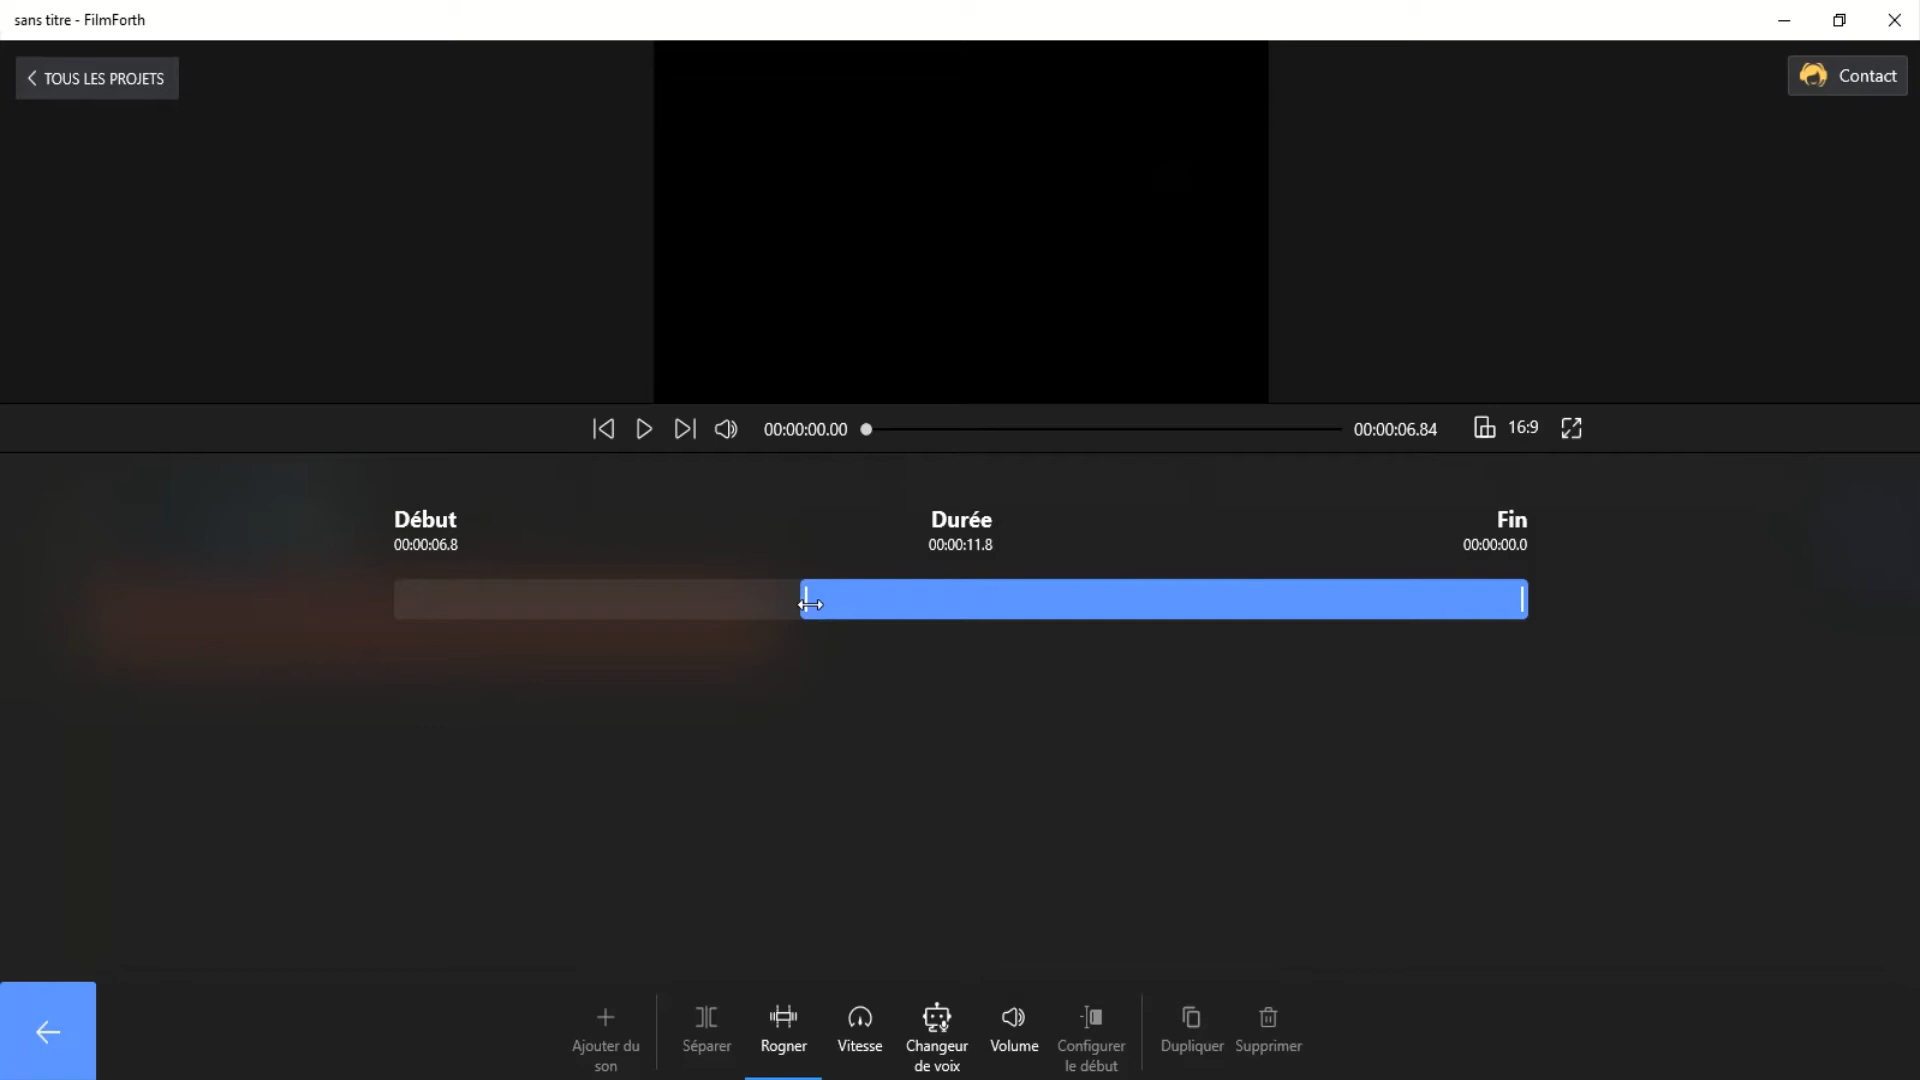 sans titre - FilmForth
TOUS LES PROJETS
Contact
00:00:00.00
00:00:06.84
16:9
Début
Durée
Fin
00:00:06.8
00:00:11.8
00:00:00.0
Ajouter du
son
Séparer
Rogner
Vitesse
Changeur
de voix
Volume
Configurer
le début
Dupliquer
Supprimer